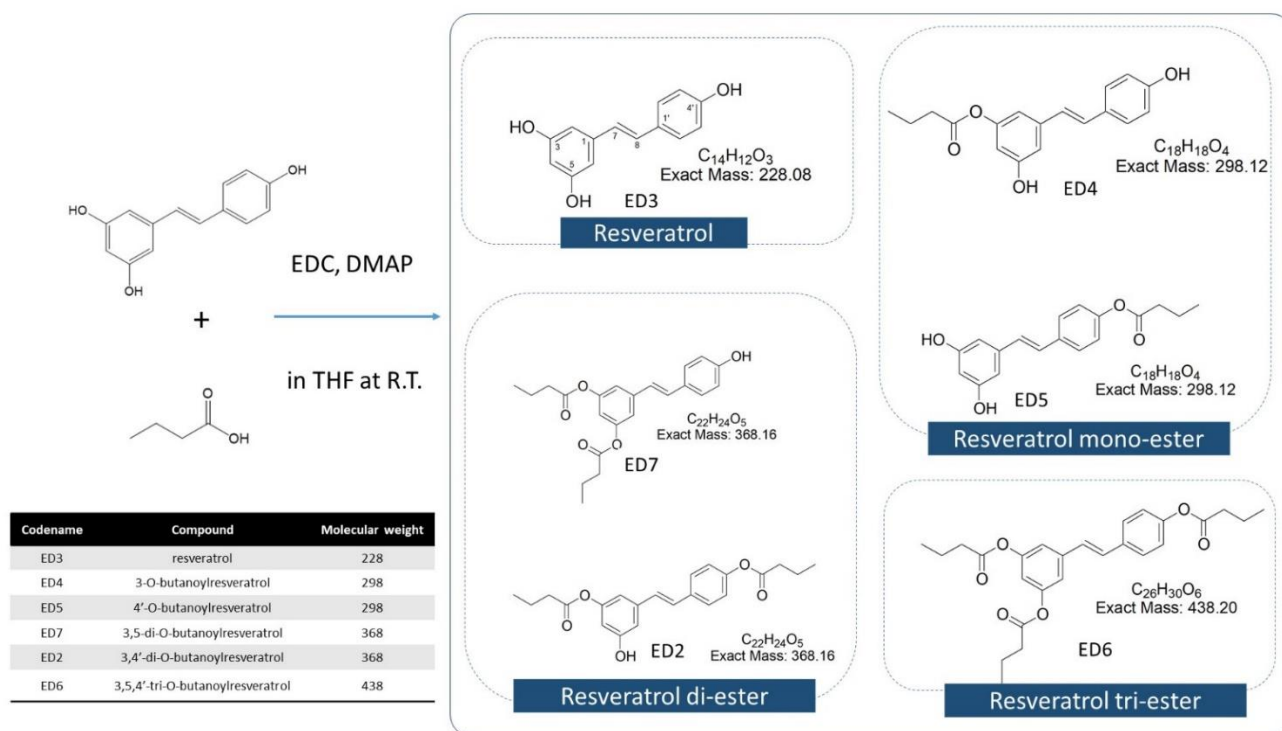 OH
HO
OH
+
O
OH
EDC, DMAP
in THF at R.T.
Codename Compound Molecular weight
ED3 resveratrol 228
ED4 3-O-butanoylresveratrol 298
ED5 4′-O-butanoylresveratrol 298
ED7 3,5-di-O-butanoylresveratrol 368
ED2 3,4′-di-O-butanoylresveratrol 368
ED6 3,5,4′-tri-O-butanoylresveratrol 438
OH
4'
HO
1'
3 1 7 8
5
OH
C14H12O3
Exact Mass: 228.08
ED3
Resveratrol
OH
O
O
OH
C18H18O4
Exact Mass: 298.12
ED4
O
O
HO
OH
C18H18O4
Exact Mass: 298.12
ED5
Resveratrol mono-ester
OH
O
O
O
O
C22H24O5
Exact Mass: 368.16
ED7
O
O
O
O
OH
C22H24O5
Exact Mass: 368.16
ED2
Resveratrol di-ester
O
O
O
O
O
O
C26H30O6
Exact Mass: 438.20
ED6
Resveratrol tri-ester